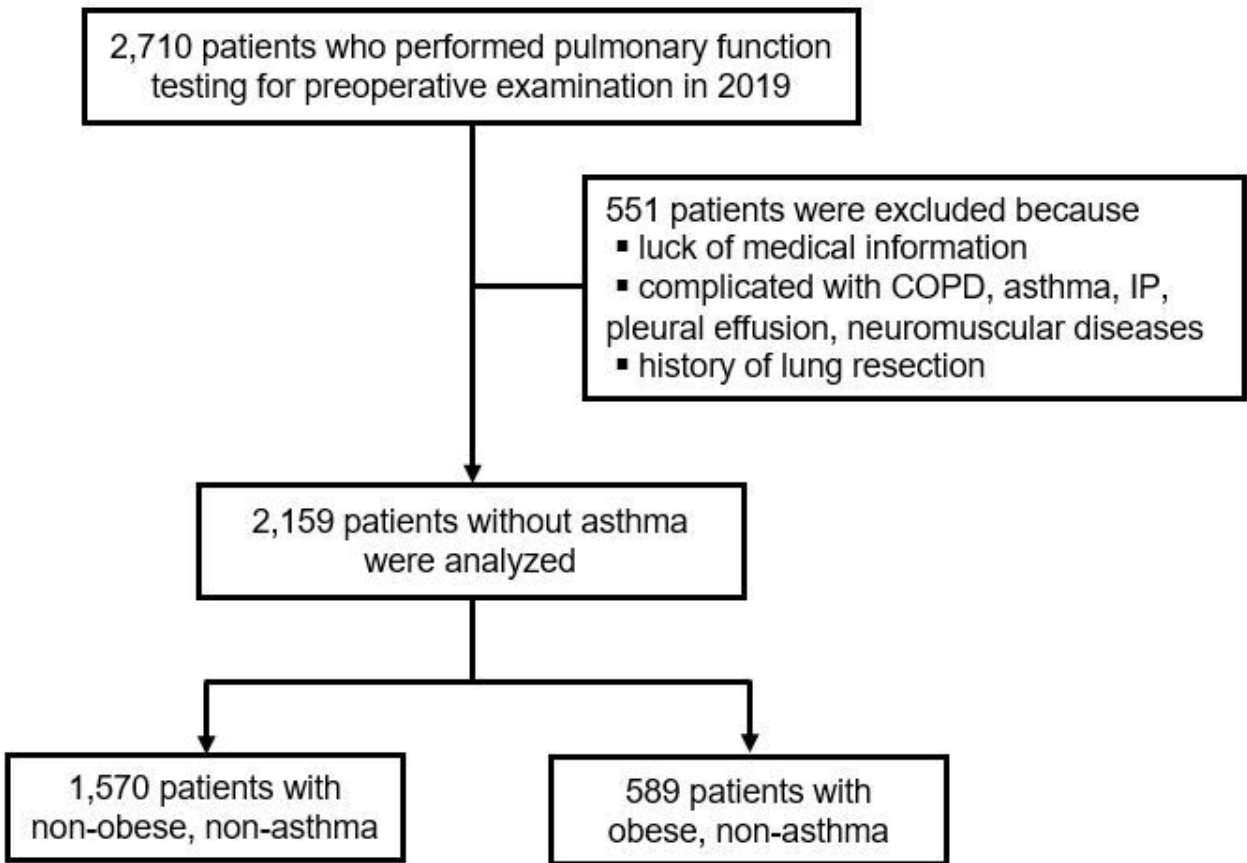 2,710 patients who performed pulmonary function
testing for preoperative examination in 2019
551 patients were excluded because
▪ luck of medical information
▪ complicated with COPD, asthma, IP,
pleural effusion, neuromuscular diseases
▪ history of lung resection
2,159 patients without asthma
were analyzed
1,570 patients with
non-obese, non-asthma
589 patients with
obese, non-asthma